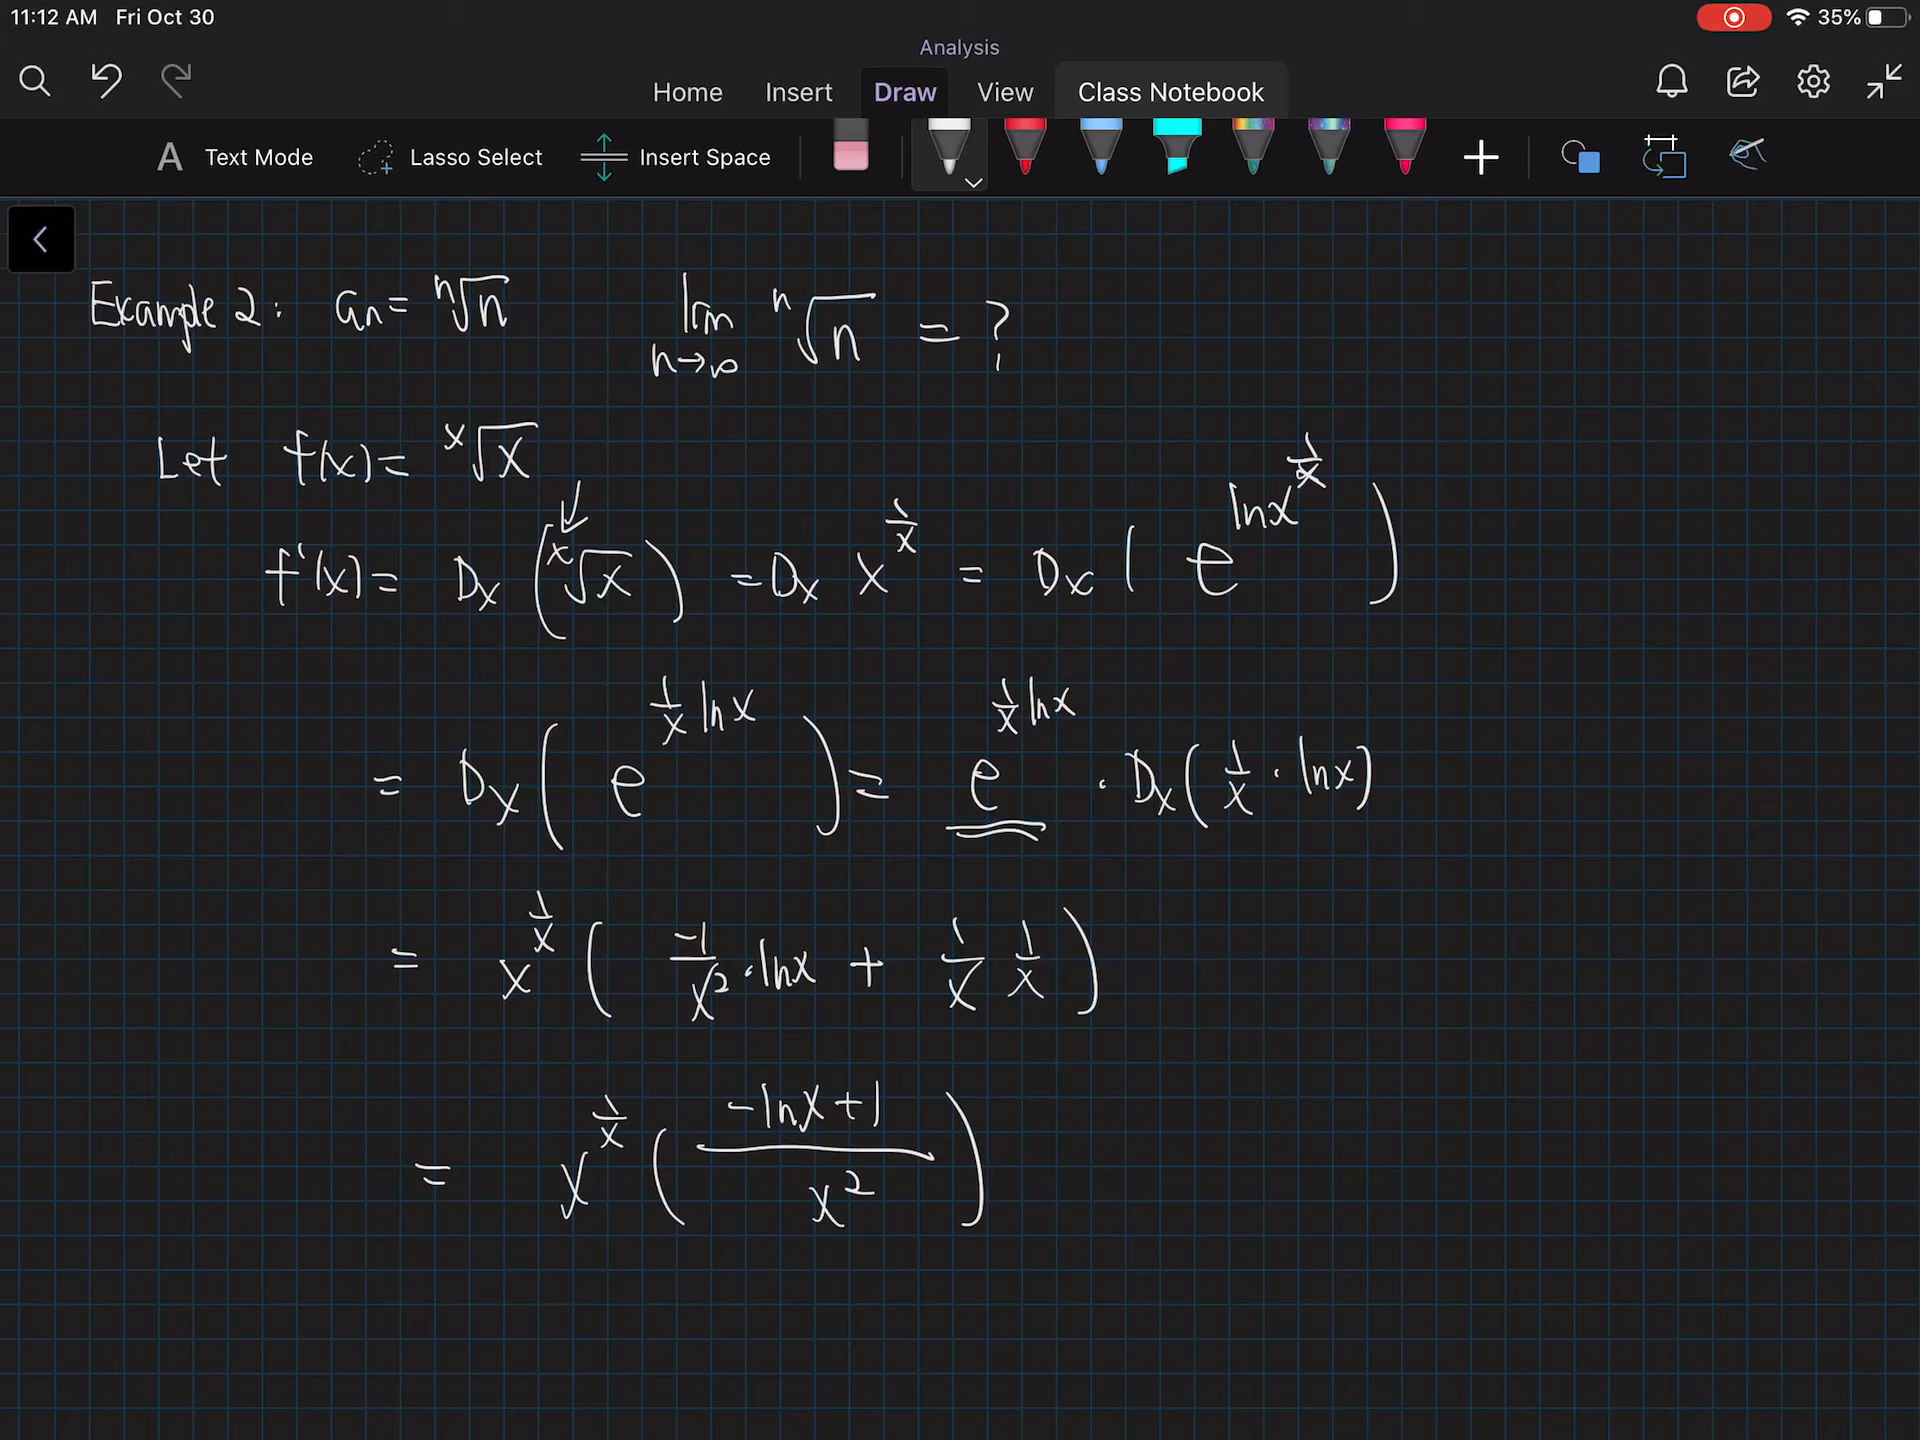 11:12 AM Fri Oct 30 35%
Analysis
Home Insert Draw View Class Notebook
A Text Mode Lasso Select Insert Space
Example 2: aₙ = ⁿ√n lim n→∞ ⁿ√n = ?
Let f(x) = ˣ√x
f'(x) = Dx (ˣ√x) = Dx x^(1/x) = Dx ( e^(ln x^(1/x)) )
= Dx ( e^(1/x ln x) ) = e^(1/x ln x) · Dx ( 1/x · ln x )
= x^(1/x) ( -1/x² · ln x + 1/x 1/x )
= x^(1/x) ( (-ln x + 1)/x² )